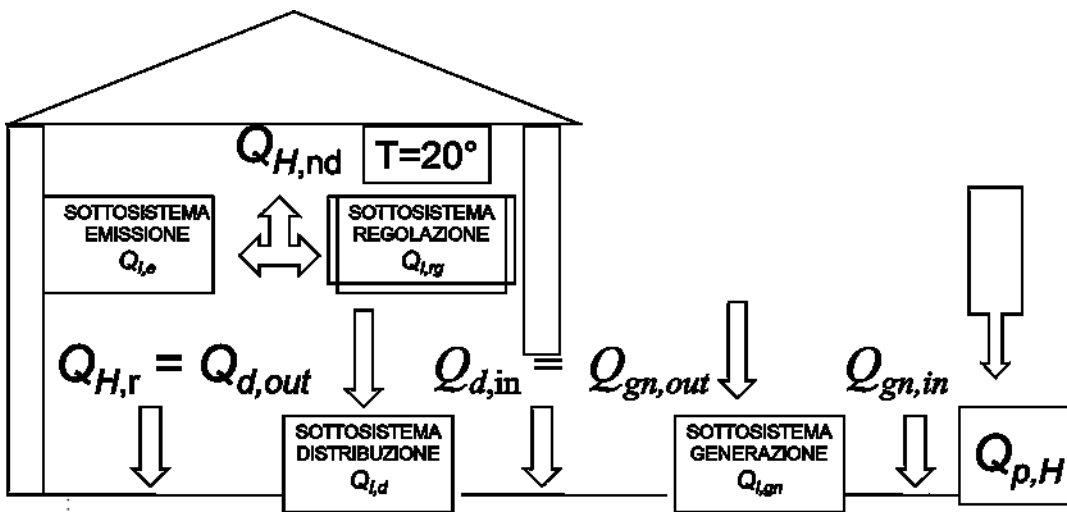 Q_{H,nd}
T=20°
SOTTOSISTEMA
EMISSIONE
Q_{l,e}
SOTTOSISTEMA
REGOLAZIONE
Q_{l,rg}
Q_{H,r} = Q_{d,out}
Q_{d,in} = Q_{gn,out}
Q_{gn,in}
SOTTOSISTEMA
DISTRIBUZIONE
Q_{l,d}
SOTTOSISTEMA
GENERAZIONE
Q_{l,gn}
Q_{p,H}